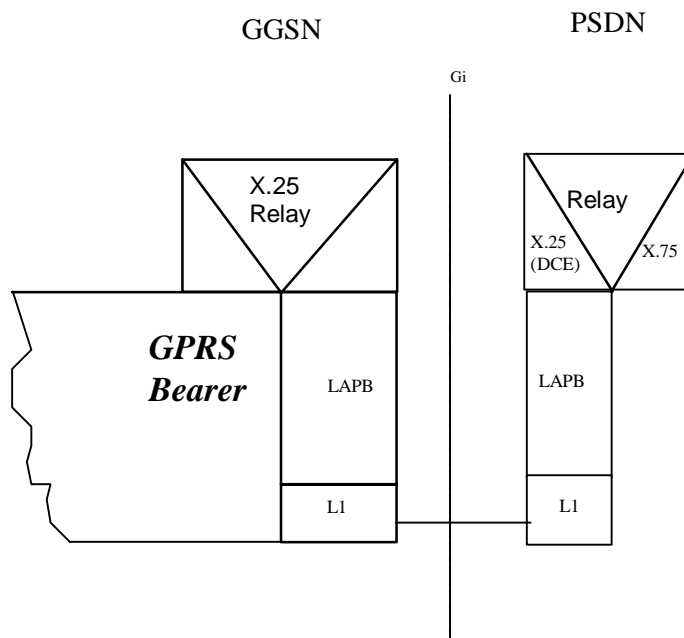 GGSN
PSDN
Gi
X.25
Relay
Relay
X.25
(DCE)
X.75
GPRS
Bearer
LAPB
LAPB
L1
L1